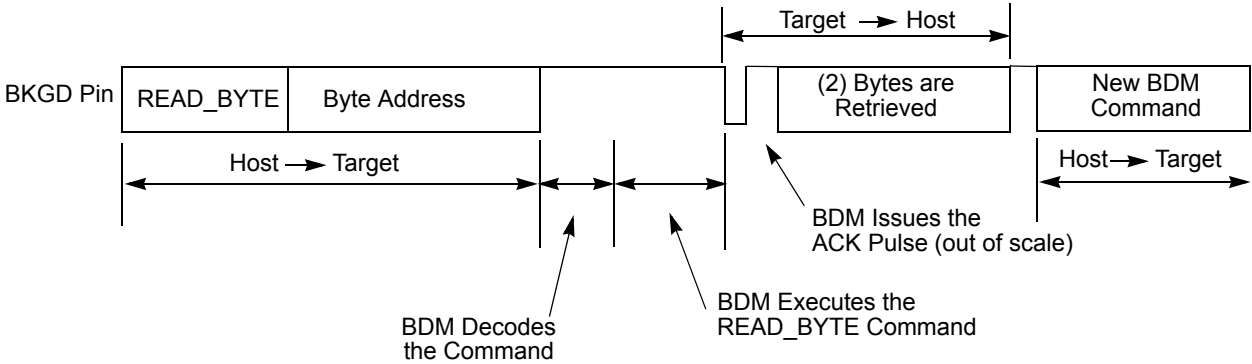 Target → Host
BKGD Pin
READ_BYTE
Byte Address
(2) Bytes are
Retrieved
New BDM
Command
Host → Target
Host → Target
BDM Issues the
ACK Pulse (out of scale)
BDM Decodes
the Command
BDM Executes the
READ_BYTE Command